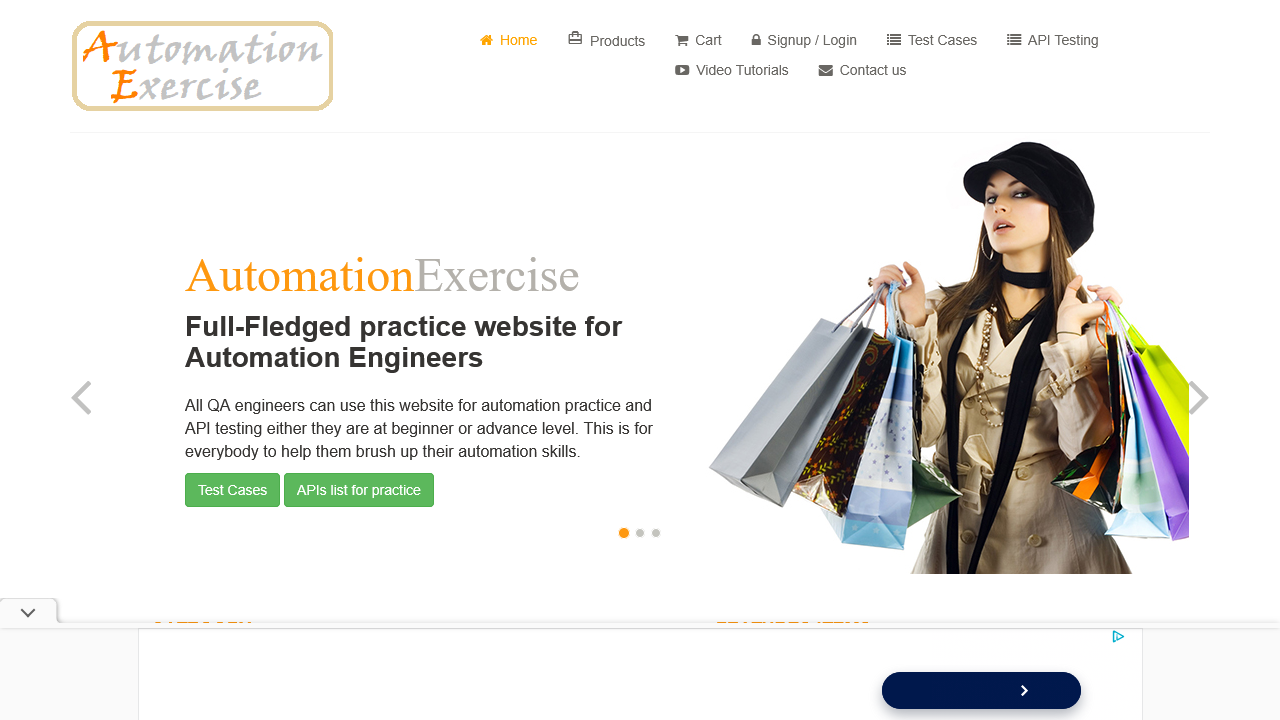 Automation
Exercise
Home
Products
Cart
Signup / Login
Test Cases
API Testing
Video Tutorials
Contact us
AutomationExercise
Full-Fledged practice website for
Automation Engineers
All QA engineers can use this website for automation practice and
API testing either they are at beginner or advance level. This is for
everybody to help them brush up their automation skills.
Test Cases
APIs list for practice